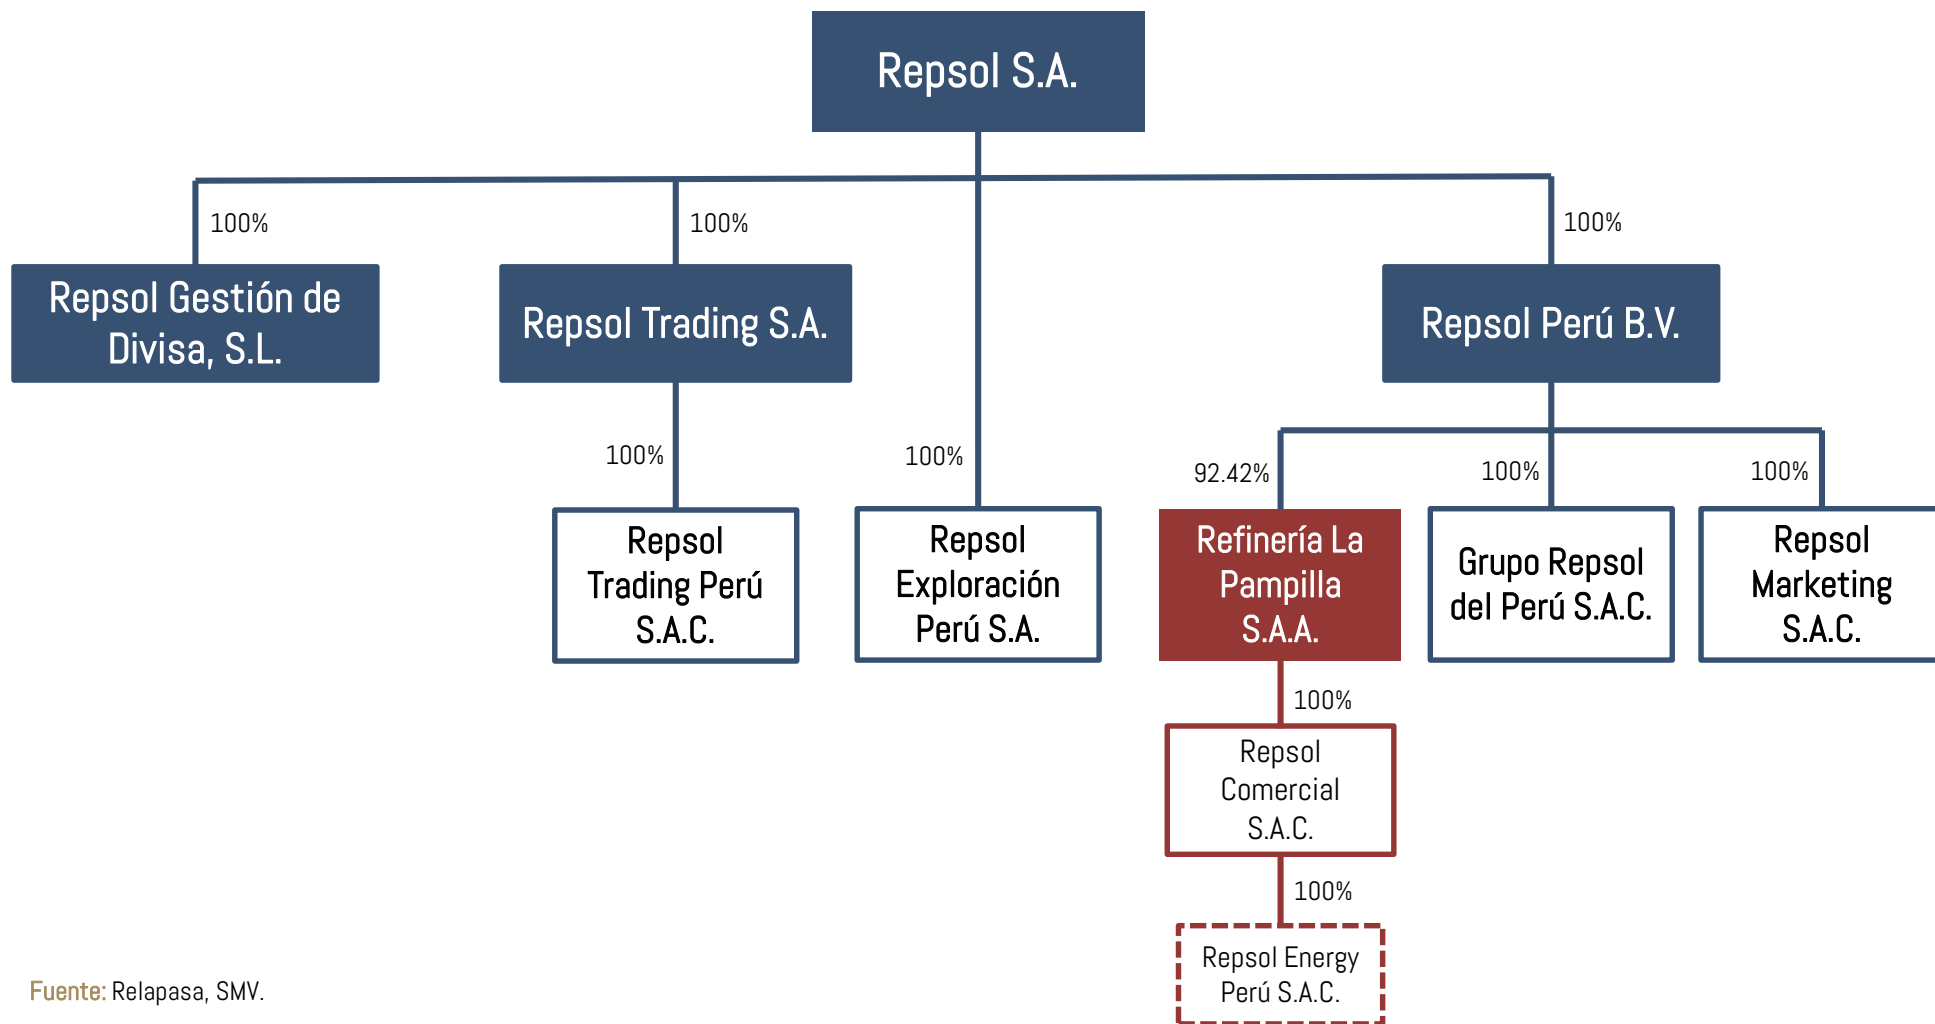 Repsol S.A.
100%
100%
100%
Repsol Gestión de
Divisa, S.L.
Repsol Trading S.A.
Repsol Perú B.V.
100%
100%
92.42%
100%
100%
Repsol
Trading Perú
S.A.C.
Repsol
Exploración
Perú S.A.
Refinería La
Pampilla
S.A.A.
Grupo Repsol
del Perú S.A.C.
Repsol
Marketing
S.A.C.
100%
Repsol
Comercial
S.A.C.
100%
Repsol Energy
Perú S.A.C.
Fuente: Relapasa, SMV.